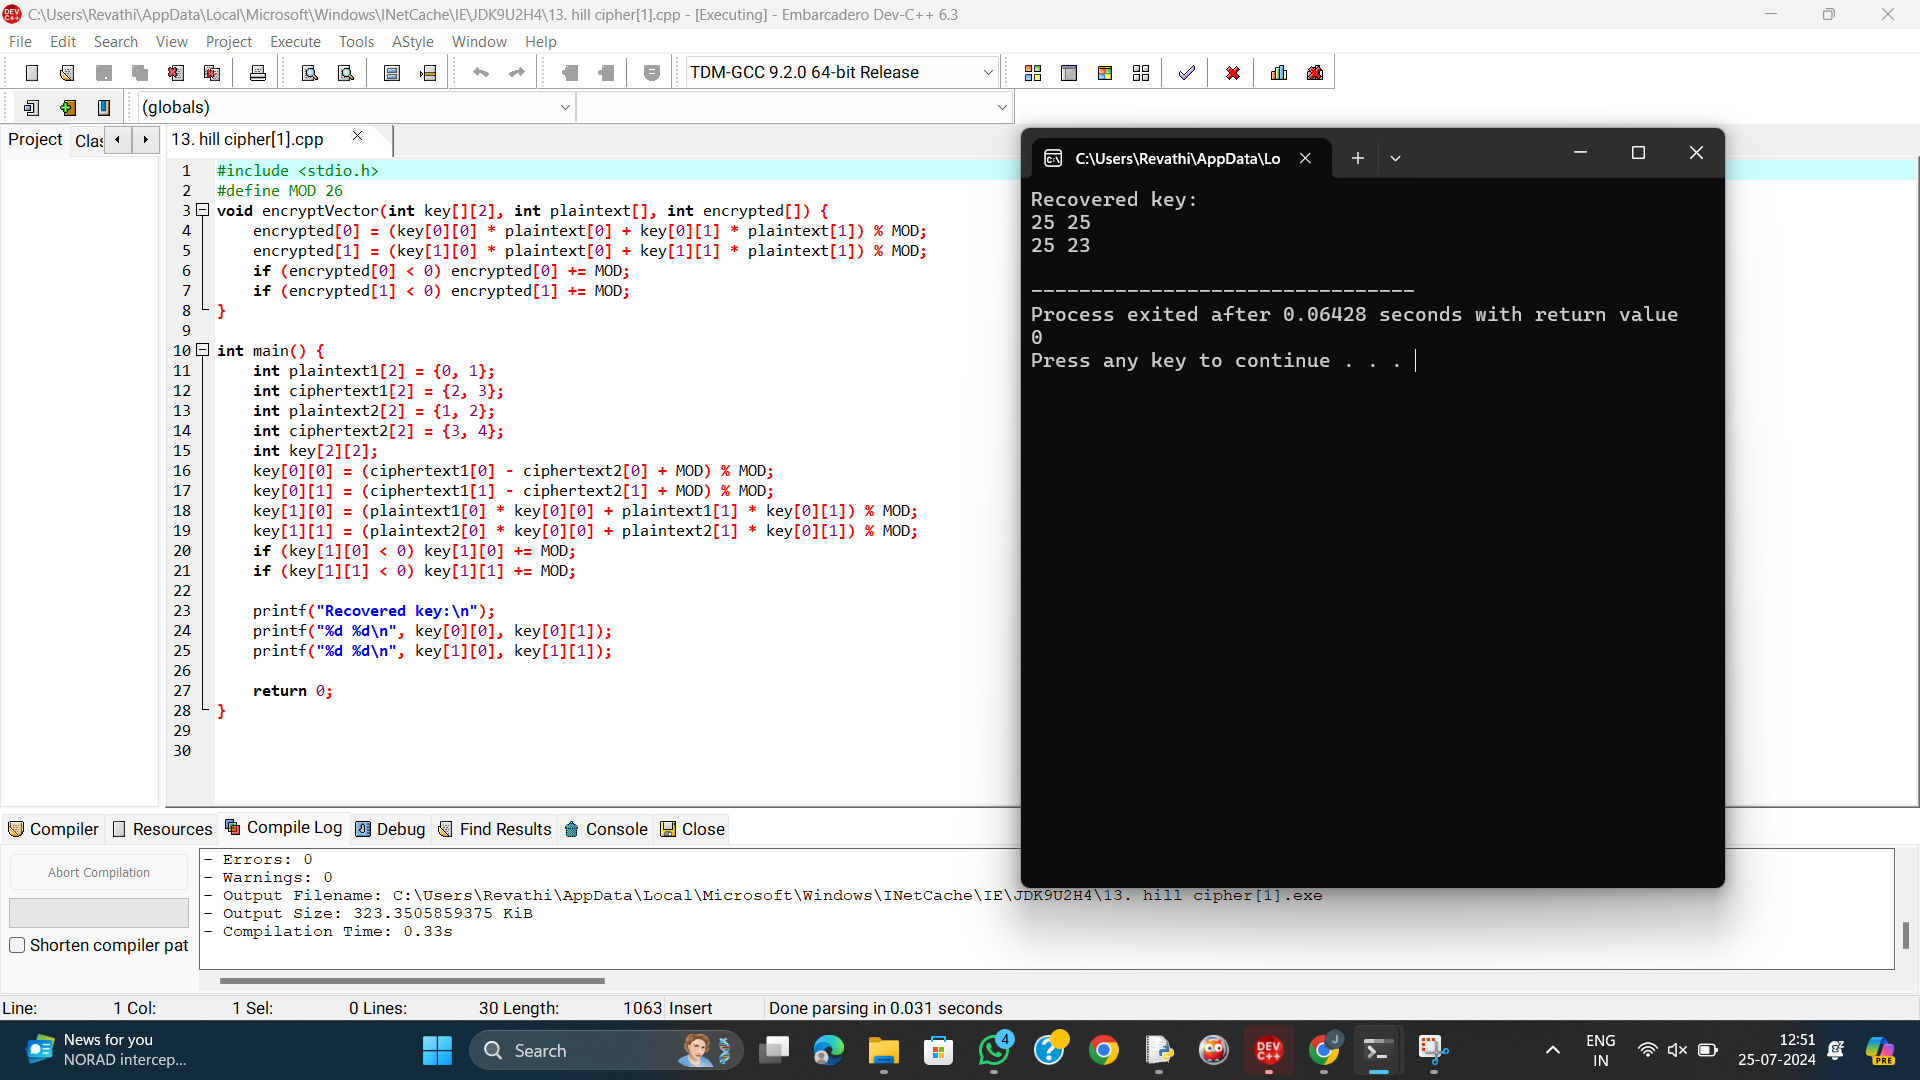 C:\Users\Revathi\AppData\Local\Microsoft\Windows\INetCache\IE\JDK9U2H4\13. hill cipher[1].cpp - [Executing] - Embarcadero Dev-C++ 6.3
File Edit Search View Project Execute Tools AStyle Window Help
TDM-GCC 9.2.0 64-bit Release
(globals)
Project Clas 13. hill cipher[1].cpp
1 #include <stdio.h>
2 #define MOD 26
3 void encryptVector(int key[][2], int plaintext[], int encrypted[]) {
4 encrypted[0] = (key[0][0] * plaintext[0] + key[0][1] * plaintext[1]) % MOD;
5 encrypted[1] = (key[1][0] * plaintext[0] + key[1][1] * plaintext[1]) % MOD;
6 if (encrypted[0] < 0) encrypted[0] += MOD;
7 if (encrypted[1] < 0) encrypted[1] += MOD;
8 }
9
10 int main() {
11 int plaintext1[2] = {0, 1};
12 int ciphertext1[2] = {2, 3};
13 int plaintext2[2] = {1, 2};
14 int ciphertext2[2] = {3, 4};
15 int key[2][2];
16 key[0][0] = (ciphertext1[0] - ciphertext2[0] + MOD) % MOD;
17 key[0][1] = (ciphertext1[1] - ciphertext2[1] + MOD) % MOD;
18 key[1][0] = (plaintext1[0] * key[0][0] + plaintext1[1] * key[0][1]) % MOD;
19 key[1][1] = (plaintext2[0] * key[0][0] + plaintext2[1] * key[0][1]) % MOD;
20 if (key[1][0] < 0) key[1][0] += MOD;
21 if (key[1][1] < 0) key[1][1] += MOD;
22
23 printf("Recovered key:\n");
24 printf("%d %d\n", key[0][0], key[0][1]);
25 printf("%d %d\n", key[1][0], key[1][1]);
26
27 return 0;
28 }
29
30
C:\Users\Revathi\AppData\Lo
Recovered key:
25 25
25 23
--------------------------------
Process exited after 0.06428 seconds with return value
0
Press any key to continue . . .
Compiler Resources Compile Log Debug Find Results Console Close
Abort Compilation
Shorten compiler pat
- Errors: 0
- Warnings: 0
- Output Filename: C:\Users\Revathi\AppData\Local\Microsoft\Windows\INetCache\IE\JDK9U2H4\13. hill cipher[1].exe
- Output Size: 323.3505859375 KiB
- Compilation Time: 0.33s
Line: 1 Col: 1 Sel: 0 Lines: 30 Length: 1063 Insert Done parsing in 0.031 seconds
News for you
NORAD intercep...
Search
4
DEV C++
J
ENG
IN
12:51
25-07-2024
PRE